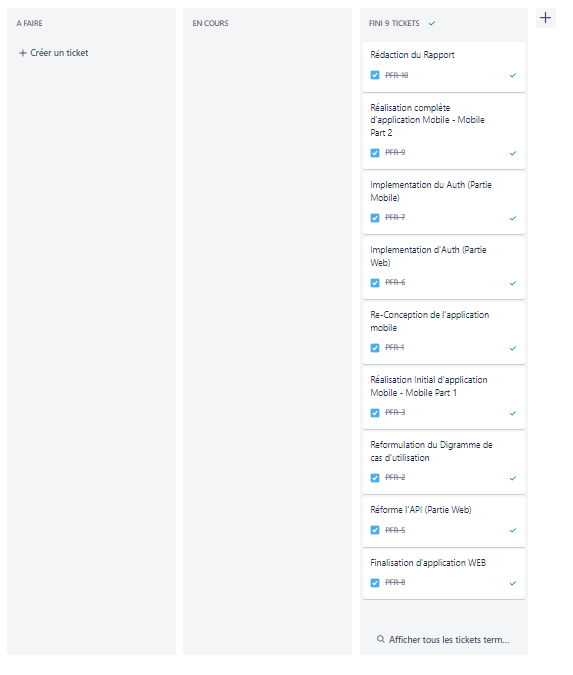 A FAIRE
+ Créer un ticket
EN COURS
FINI 9 TICKETS
Rédaction du Rapport
PFR-10
Réalisation complète
d'application Mobile - Mobile
Part 2
PFR-9
Implementation du Auth (Partie
Mobile)
PFR-7
Implementation d'Auth (Partie
Web)
PFR-6
Re-Conception de l'application
mobile
PFR-1
Réalisation Initial d'application
Mobile - Mobile Part 1
PFR-3
Reformulation du Digramme de
cas d'utilisation
PFR-2
Réforme l'API (Partie Web)
PFR-5
Finalisation d'application WEB
PFR-8
Afficher tous les tickets term...